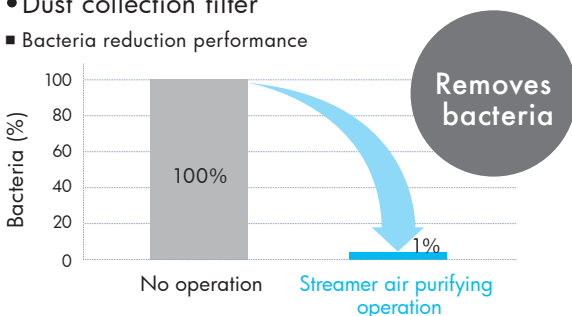 •Dust collection filter
■ Bacteria reduction performance
Removes
bacteria
Bacteria (%)
100
80
60
40
20
0
100%
1%
No operation
Streamer air purifying
operation